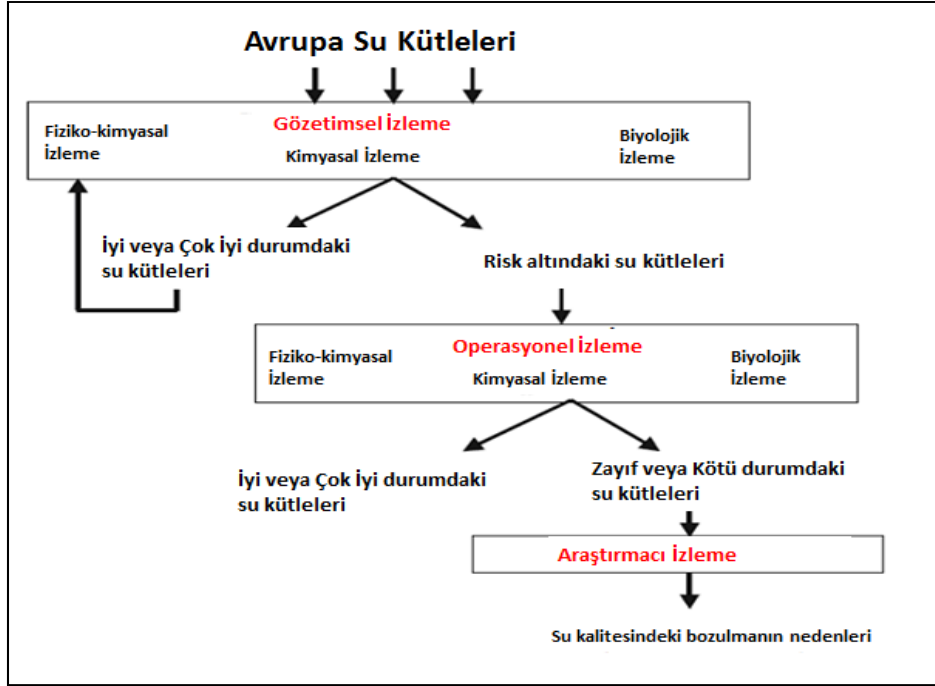 Avrupa Su Kütleleri
Gözetimsel İzleme
Fiziko-kimyasal
İzleme
Kimyasal İzleme
Biyolojik
İzleme
İyi veya Çok İyi durumdaki
su kütleleri
Risk altındaki su kütleleri
Operasyonel İzleme
Fiziko-kimyasal
İzleme
Kimyasal İzleme
Biyolojik
İzleme
İyi veya Çok İyi durumdaki
su kütleleri
Zayıf veya Kötü durumdaki
su kütleleri
Araştırmacı İzleme
Su kalitesindeki bozulmanın nedenleri